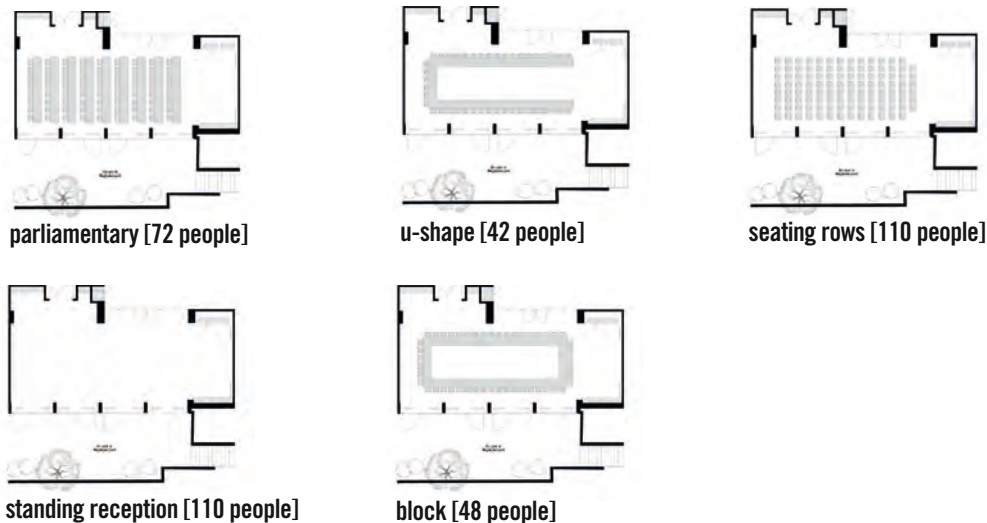 parliamentary [72 people]
u-shape [42 people]
seating rows [110 people]
standing reception [110 people]
block [48 people]